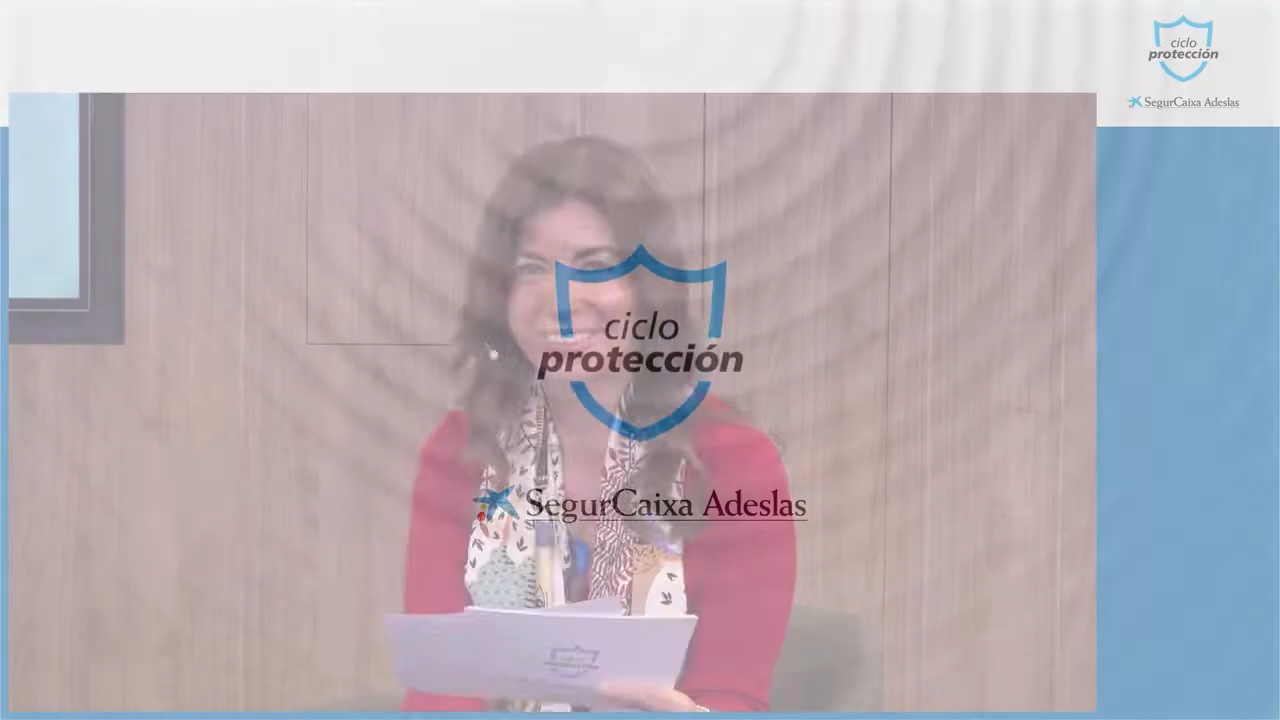 ciclo
protección
SegurCaixa Adeslas
ciclo
protección
SegurCaixa Adeslas